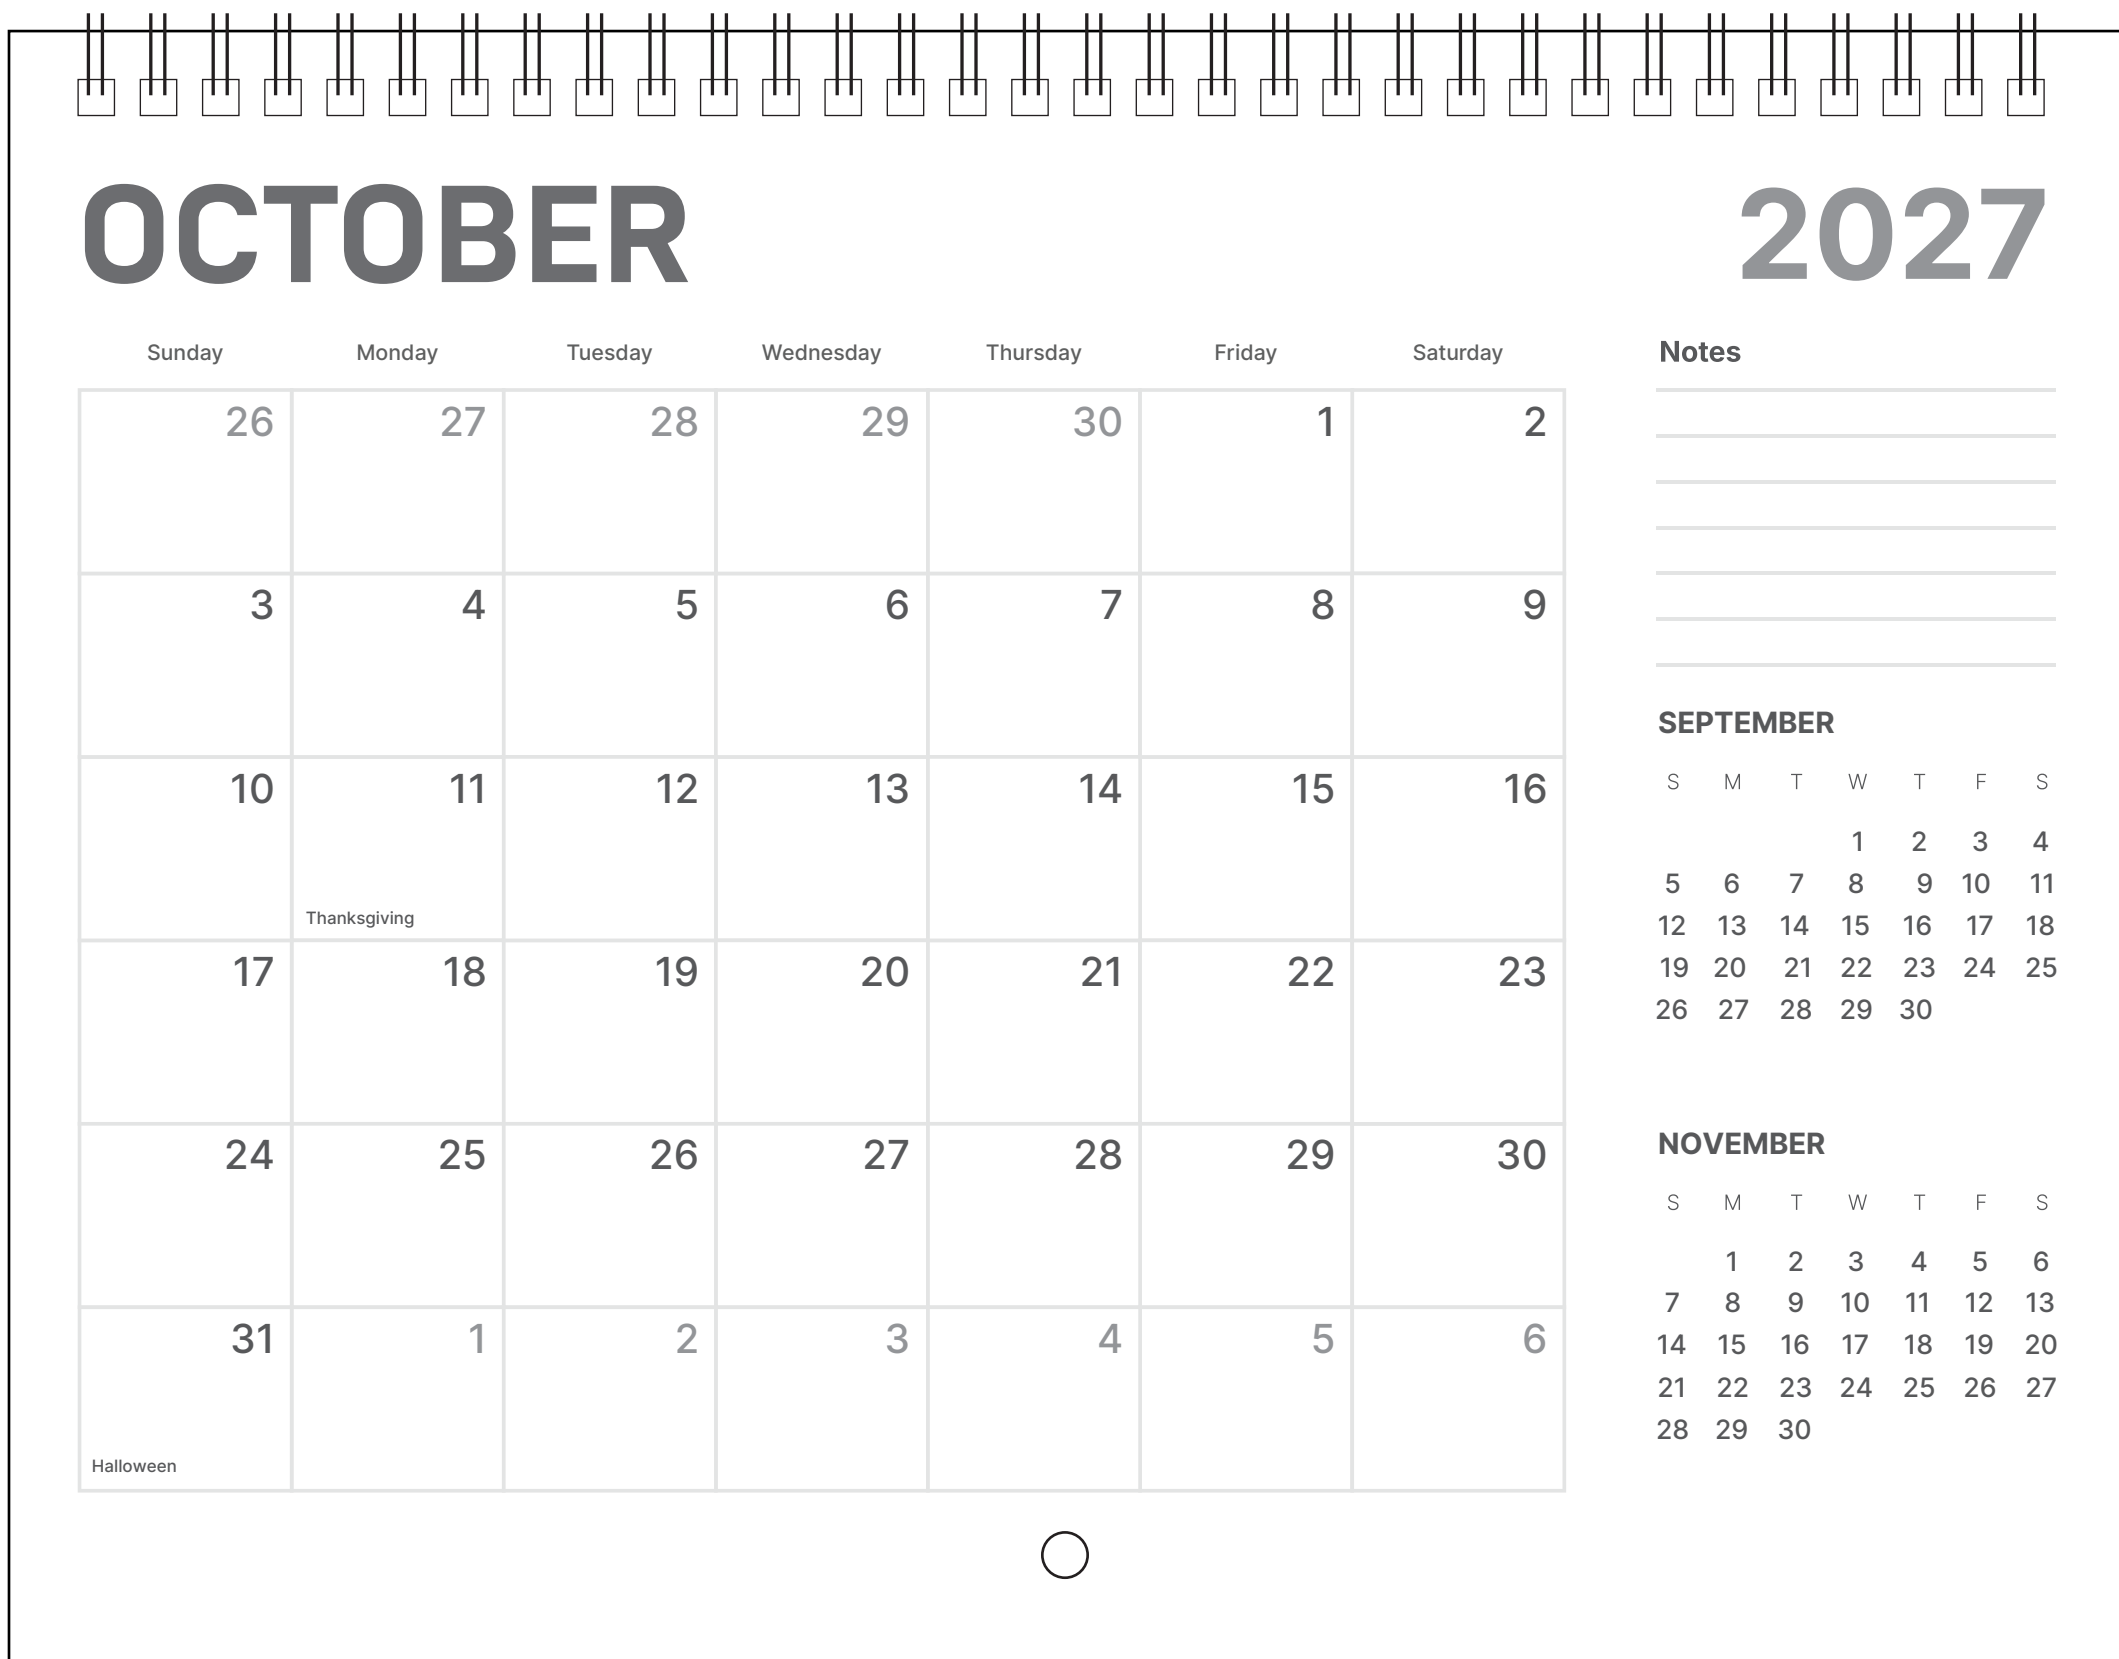 OCTOBER 2027
Sunday Monday Tuesday Wednesday Thursday Friday Saturday
26 27 28 29 30 1 2
3 4 5 6 7 8 9
10 11 12 13 14 15 16
Thanksgiving
17 18 19 20 21 22 23
24 25 26 27 28 29 30
31 1 2 3 4 5 6
Halloween
Notes
SEPTEMBER
S M T W T F S
1 2 3 4
5 6 7 8 9 10 11
12 13 14 15 16 17 18
19 20 21 22 23 24 25
26 27 28 29 30
NOVEMBER
S M T W T F S
1 2 3 4 5 6
7 8 9 10 11 12 13
14 15 16 17 18 19 20
21 22 23 24 25 26 27
28 29 30